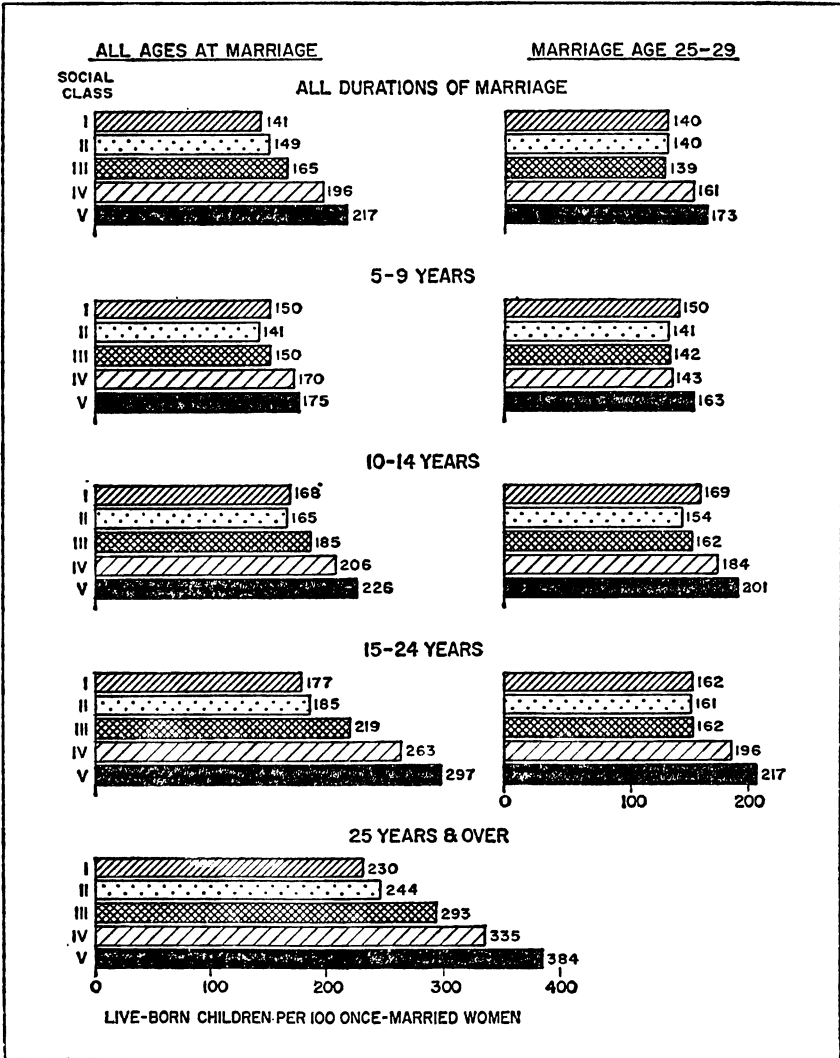 ALL AGES AT MARRIAGE MARRIAGE AGE 25-29
SOCIAL CLASS
ALL DURATIONS OF MARRIAGE
I 141 140
II 149 140
III 165 139
IV 196 161
V 217 173
5-9 YEARS
I 150 150
II 141 141
III 150 142
IV 170 143
V 175 163
10-14 YEARS
I 168 169
II 165 154
III 185 162
IV 206 184
V 226 201
15-24 YEARS
I 177 162
II 185 161
III 219 162
IV 263 196
V 297 217
0 100 200
25 YEARS & OVER
I 230
II 244
III 293
IV 335
V 384
0 100 200 300 400
LIVE-BORN CHILDREN PER 100 ONCE-MARRIED WOMEN